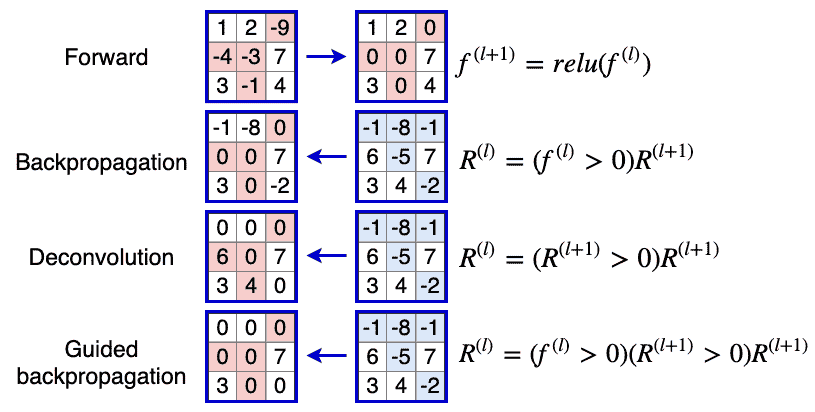 Forward
1 2 -9
-4 -3 7
3 -1 4
1 2 0
0 0 7
3 0 4
f^{(l+1)} = relu(f^{(l)})
Backpropagation
-1 -8 0
0 0 7
3 0 -2
-1 -8 -1
6 -5 7
3 4 -2
R^{(l)} = (f^{(l)} > 0)R^{(l+1)}
Deconvolution
0 0 0
6 0 7
3 4 0
-1 -8 -1
6 -5 7
3 4 -2
R^{(l)} = (R^{(l+1)} > 0)R^{(l+1)}
Guided
backpropagation
0 0 0
0 0 7
3 0 0
-1 -8 -1
6 -5 7
3 4 -2
R^{(l)} = (f^{(l)} > 0)(R^{(l+1)} > 0)R^{(l+1)}